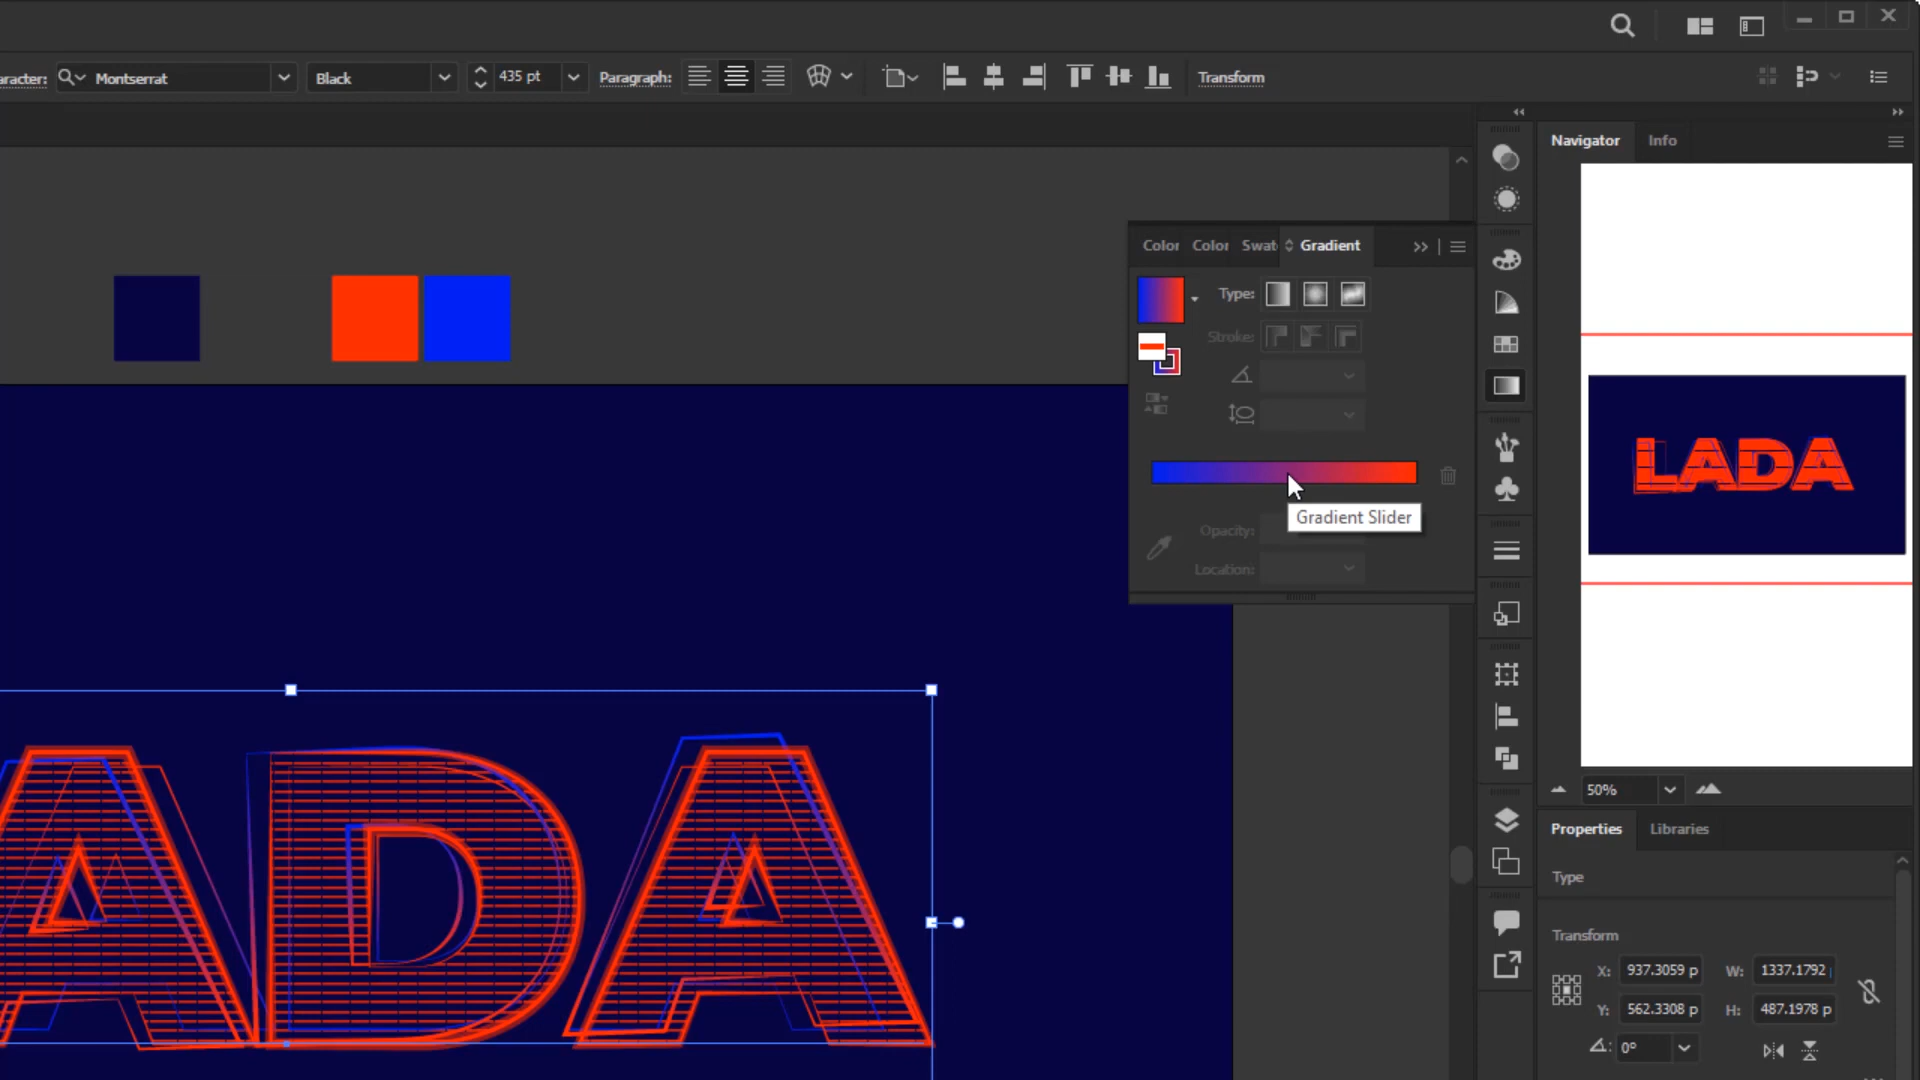 aracter: Montserrat Black 435 pt Paragraph: Transform
Navigator Info
Color Color Swat Gradient
Type:
Stroke:
LADA
Gradient Slider
Opacity:
Location:
50%
Properties Libraries
Type
Transform
X: 937.3059 p W: 1337.1792
Y: 562.3308 p H: 487.1978 p
0°
ADA